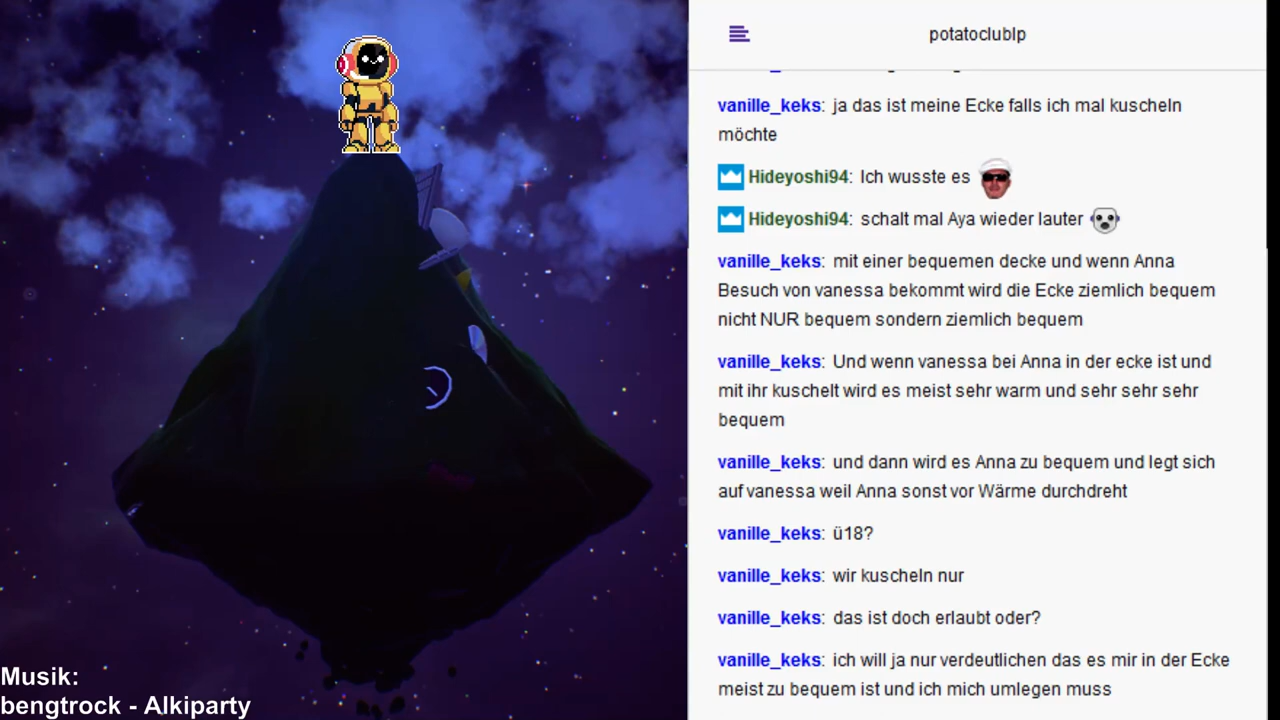 potatoclublp
vanille_keks: ja das ist meine Ecke falls ich mal kuscheln
möchte
Hideyoshi94: Ich wusste es
Hideyoshi94: schalt mal Aya wieder lauter
vanille_keks: mit einer bequemen decke und wenn Anna
Besuch von vanessa bekommt wird die Ecke ziemlich bequem
nicht NUR bequem sondern ziemlich bequem
vanille_keks: Und wenn vanessa bei Anna in der ecke ist und
mit ihr kuschelt wird es meist sehr warm und sehr sehr sehr
bequem
vanille_keks: und dann wird es Anna zu bequem und legt sich
auf vanessa weil Anna sonst vor Wärme durchdreht
vanille_keks: ü18?
vanille_keks: wir kuscheln nur
vanille_keks: das ist doch erlaubt oder?
vanille_keks: ich will ja nur verdeutlichen das es mir in der Ecke
meist zu bequem ist und ich mich umlegen muss
Musik:
bengtrock - Alkiparty